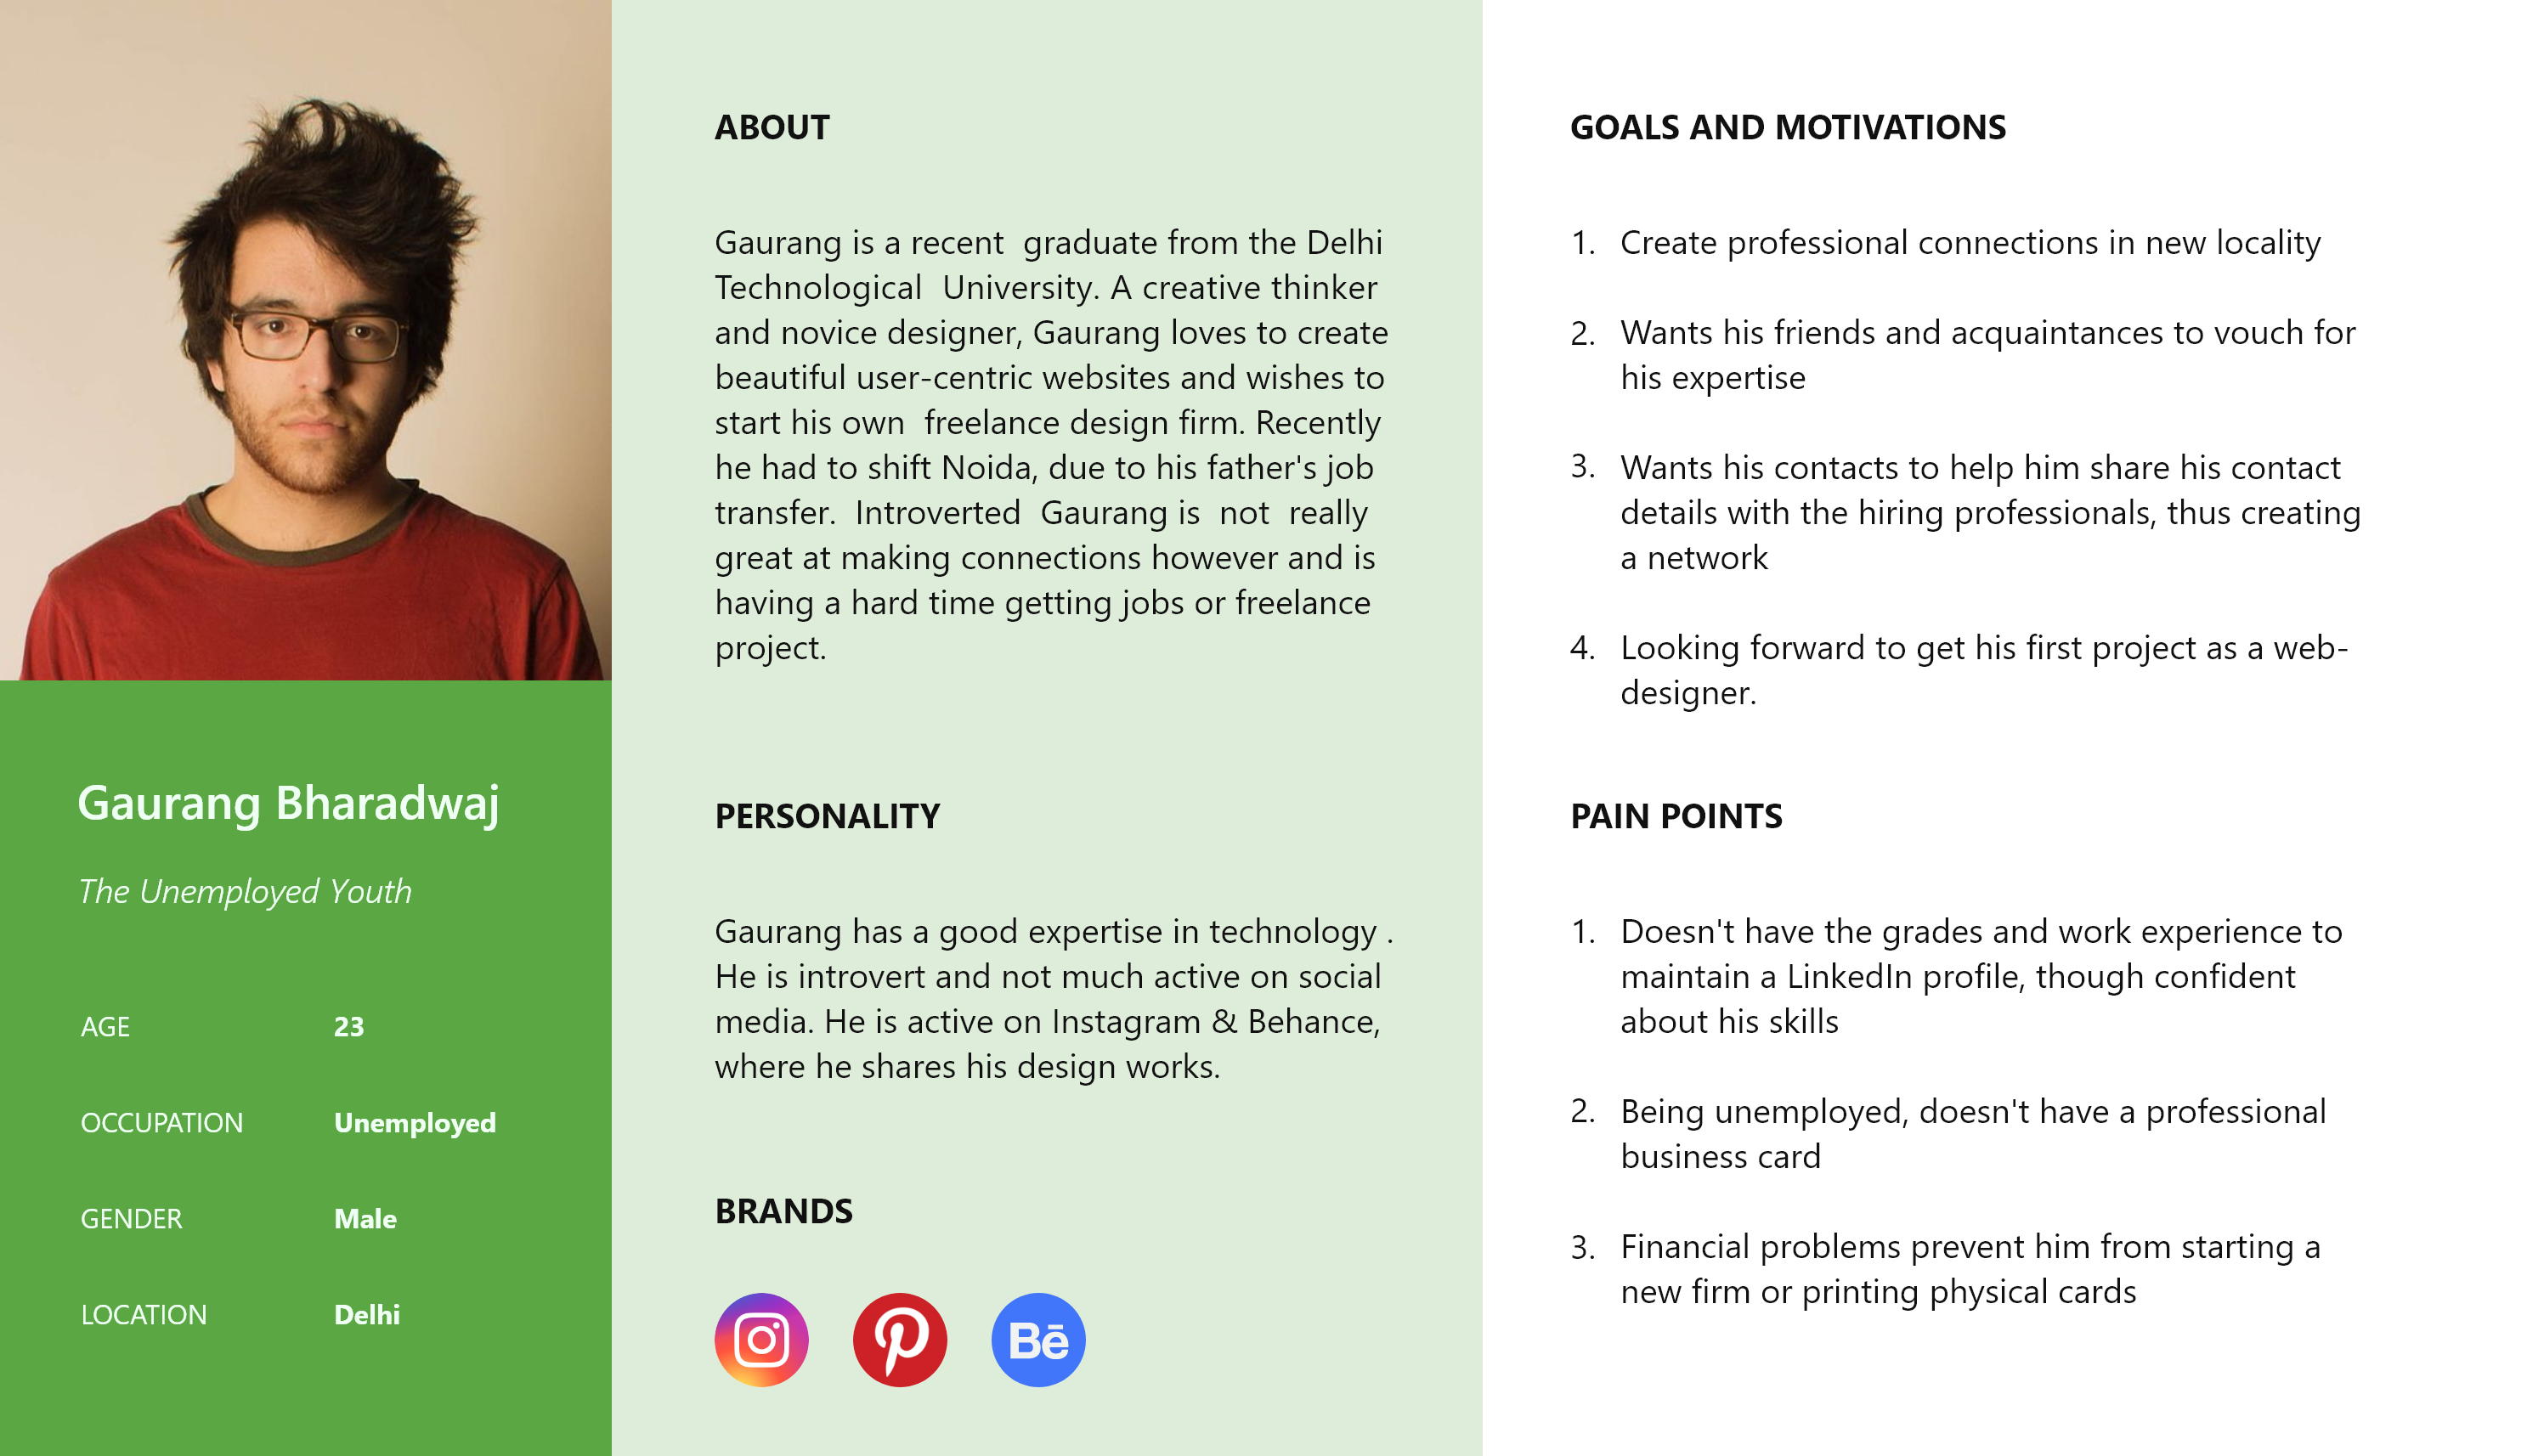 Gaurang Bharadwaj
The Unemployed Youth
AGE 23
OCCUPATION Unemployed
GENDER Male
LOCATION Delhi
ABOUT
Gaurang is a recent graduate from the Delhi
Technological University. A creative thinker
and novice designer, Gaurang loves to create
beautiful user-centric websites and wishes to
start his own freelance design firm. Recently
he had to shift Noida, due to his father's job
transfer. Introverted Gaurang is not really
great at making connections however and is
having a hard time getting jobs or freelance
project.
PERSONALITY
Gaurang has a good expertise in technology .
He is introvert and not much active on social
media. He is active on Instagram & Behance,
where he shares his design works.
BRANDS
Bē
GOALS AND MOTIVATIONS
1. Create professional connections in new locality
2. Wants his friends and acquaintances to vouch for
his expertise
3. Wants his contacts to help him share his contact
details with the hiring professionals, thus creating
a network
4. Looking forward to get his first project as a web-
designer.
PAIN POINTS
1. Doesn't have the grades and work experience to
maintain a LinkedIn profile, though confident
about his skills
2. Being unemployed, doesn't have a professional
business card
3. Financial problems prevent him from starting a
new firm or printing physical cards